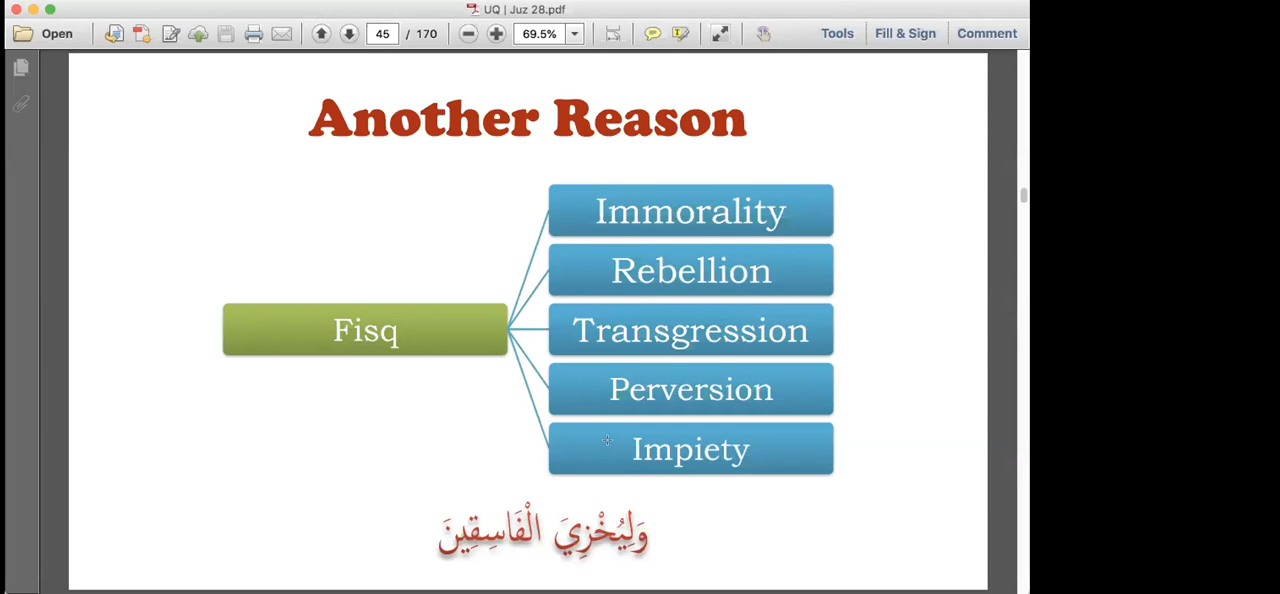 UQ | Juz 28.pdf
Open 45 / 170 69.5% Tools Fill & Sign Comment
Another Reason
Immorality
Rebellion
Fisq
Transgression
Perversion
Impiety
وَلِيُخْزِيَ الْفَاسِقِينَ